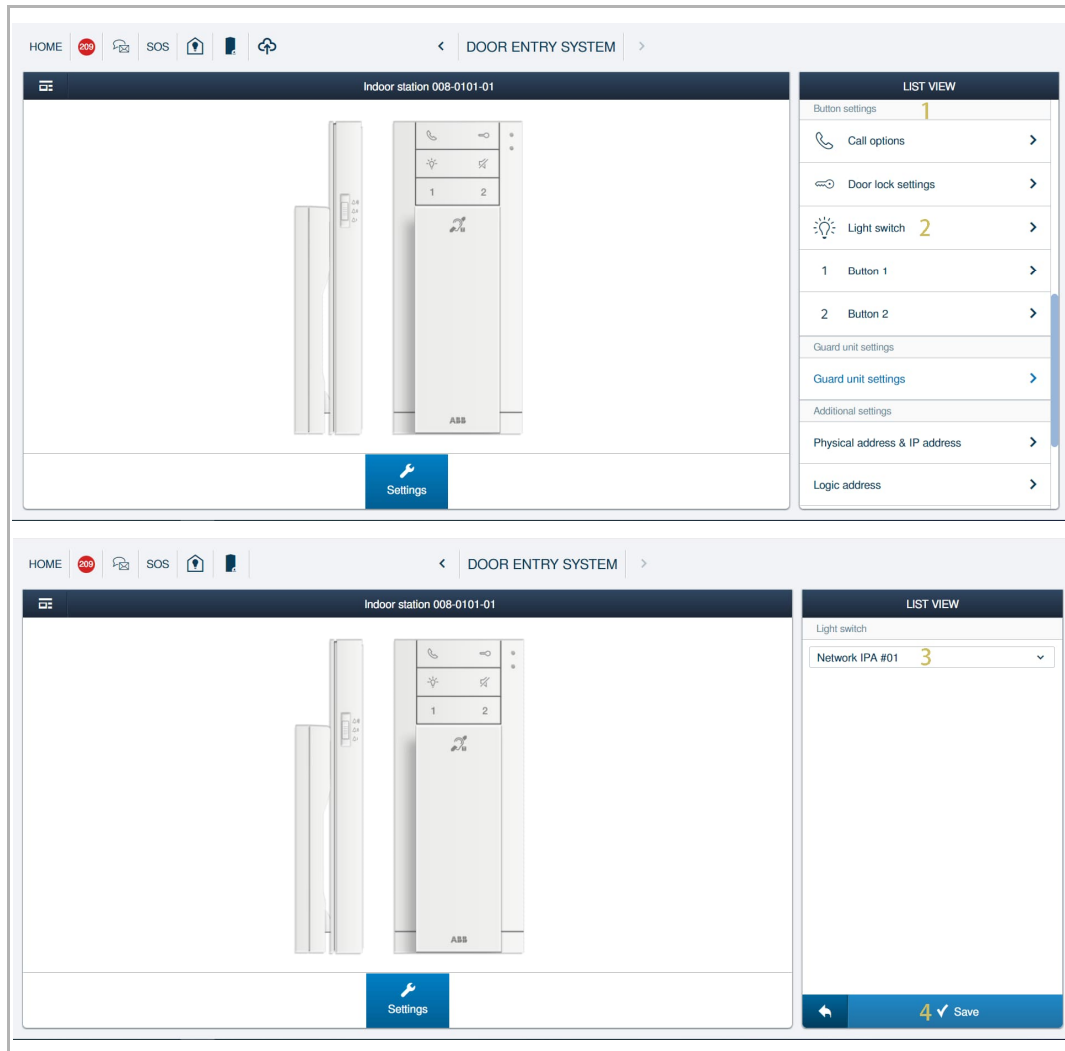 HOME 209 SOS DOOR ENTRY SYSTEM
Indoor station 008-0101-01
1 2
ABB
Settings
LIST VIEW
Button settings 1
Call options
Door lock settings
Light switch 2
1 Button 1
2 Button 2
Guard unit settings
Guard unit settings
Additional settings
Physical address & IP address
Logic address
HOME 209 SOS DOOR ENTRY SYSTEM
Indoor station 008-0101-01
1 2
ABB
Settings
LIST VIEW
Light switch
Network IPA #01 3
4 Save